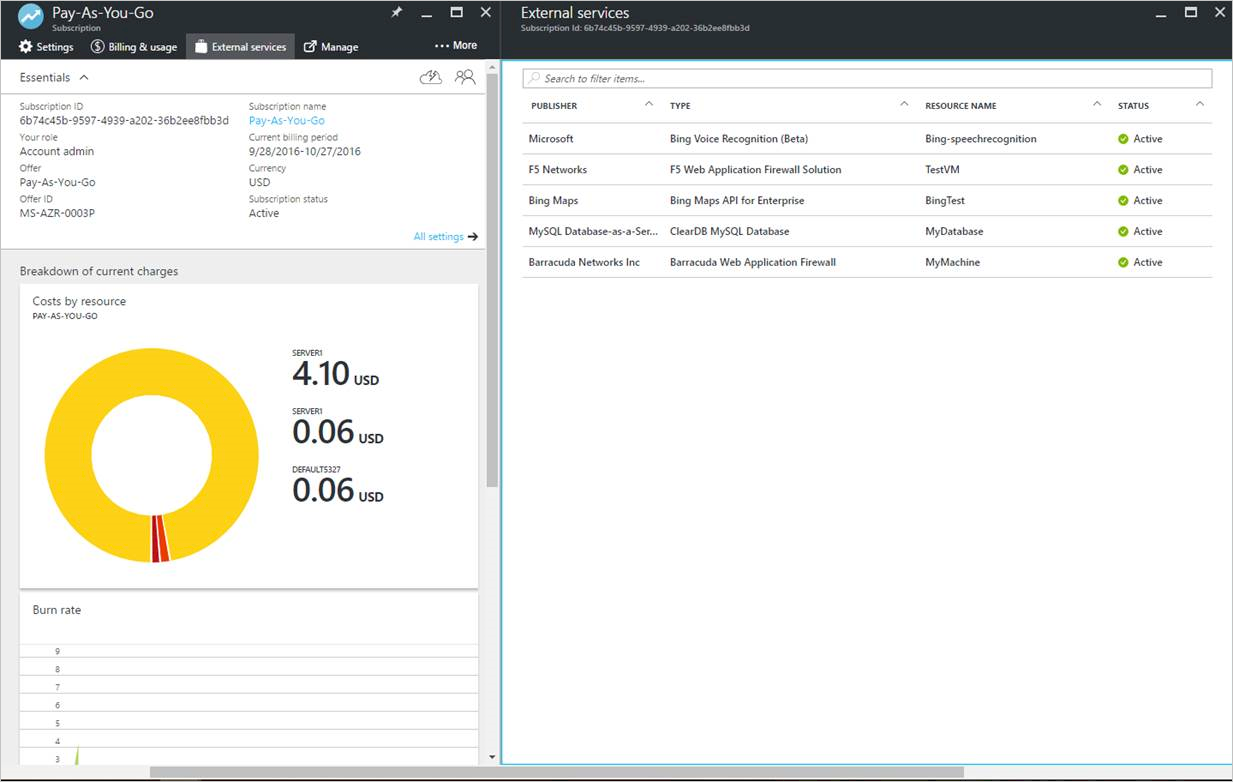 Pay-As-You-Go
Subscription
Settings
Billing & usage
External services
Manage
More
Essentials
Subscription ID
6b74c45b-9597-4939-a202-36b2ee8fbb3d
Subscription name
Pay-As-You-Go
Your role
Account admin
Current billing period
9/28/2016-10/27/2016
Offer
Pay-As-You-Go
Currency
USD
Offer ID
MS-AZR-0003P
Subscription status
Active
All settings
Breakdown of current charges
Costs by resource
PAY-AS-YOU-GO
SERVER1
4.10 USD
SERVER1
0.06 USD
DEFAULT5327
0.06 USD
Burn rate
9
8
7
6
5
4
3
External services
Subscription Id: 6b74c45b-9597-4939-a202-36b2ee8fbb3d
Search to filter items...
PUBLISHER TYPE RESOURCE NAME STATUS
Microsoft Bing Voice Recognition (Beta) Bing-speechrecognition Active
F5 Networks F5 Web Application Firewall Solution TestVM Active
Bing Maps Bing Maps API for Enterprise BingTest Active
MySQL Database-as-a-Ser... ClearDB MySQL Database MyDatabase Active
Barracuda Networks Inc Barracuda Web Application Firewall MyMachine Active